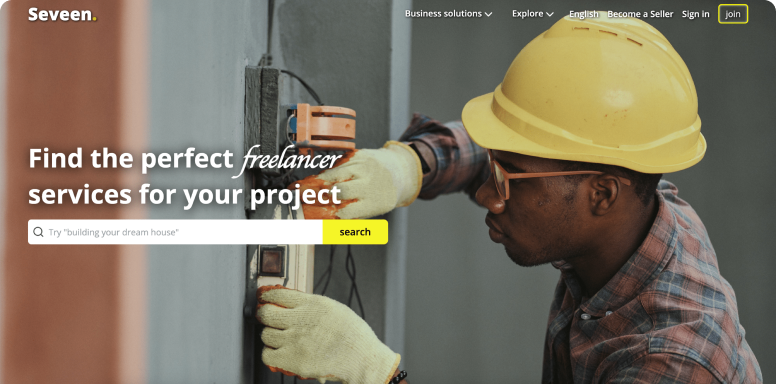 Seveen.
Business solutions
Explore
English
Become a Seller
Sign in
Join
Find the perfect freelancer
services for your project
Try "building your dream house"
search